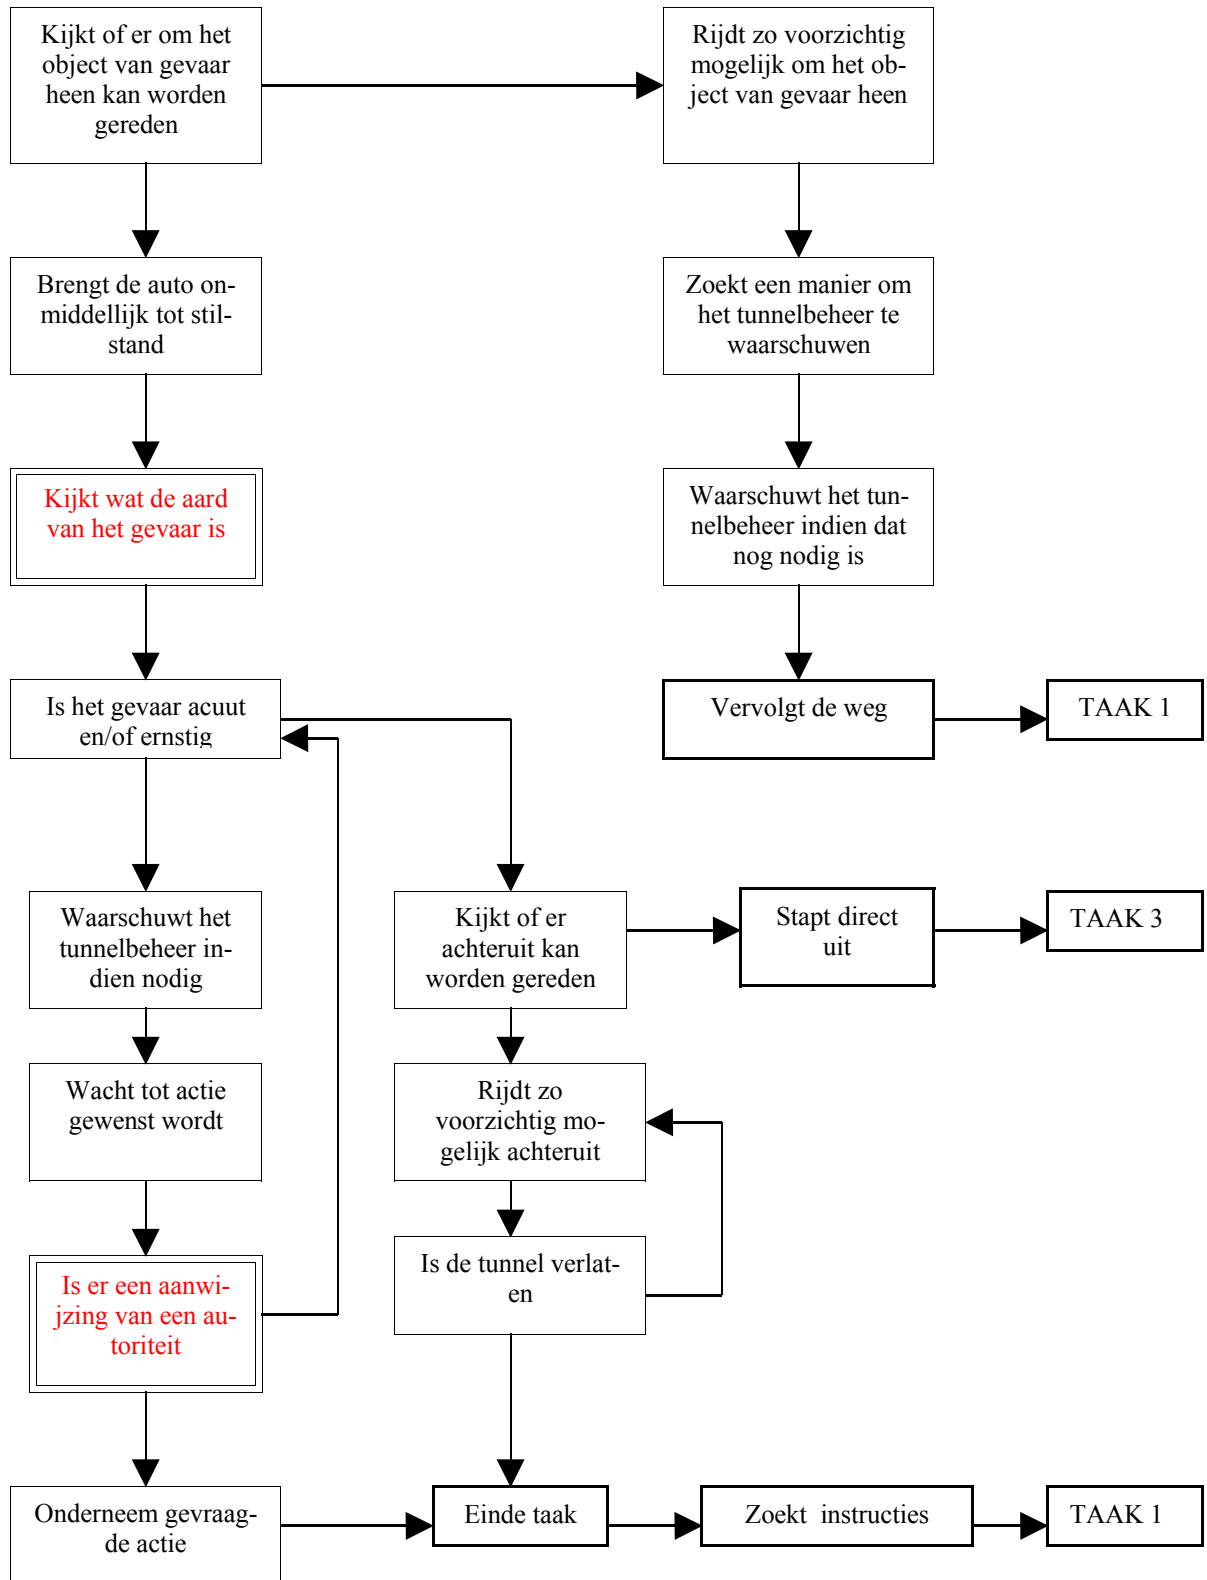 Kijkt of er om het
object van gevaar
heen kan worden
gereden
Rijdt zo voorzichtig
mogelijk om het ob-
ject van gevaar heen
Brengt de auto on-
middellijk tot stil-
stand
Zoekt een manier om
het tunnelbeheer te
waarschuwen
Kijkt wat de aard
van het gevaar is
Waarschuwt het tun-
nelbeheer indien dat
nog nodig is
Is het gevaar acuut
en/of ernstig
Vervolgt de weg
TAAK 1
Waarschuwt het
tunnelbeheer in-
dien nodig
Kijkt of er
achteruit kan
worden gereden
Stapt direct
uit
TAAK 3
Wacht tot actie
gewenst wordt
Rijdt zo
voorzichtig mo-
gelijk achteruit
Is er een aanwi-
jzing van een au-
toriteit
Is de tunnel verlat-
en
Onderneem gevraag-
de actie
Einde taak
Zoekt instructies
TAAK 1